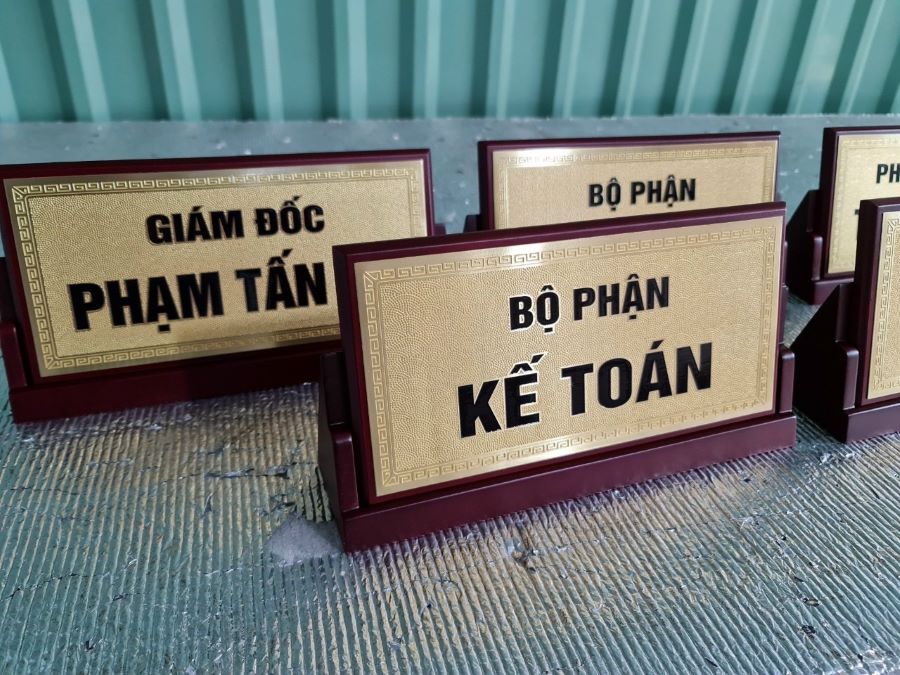 GIÁM ĐỐC
PHẠM TẤN
BỘ PHẬN
BỘ PHẬN
KẾ TOÁN